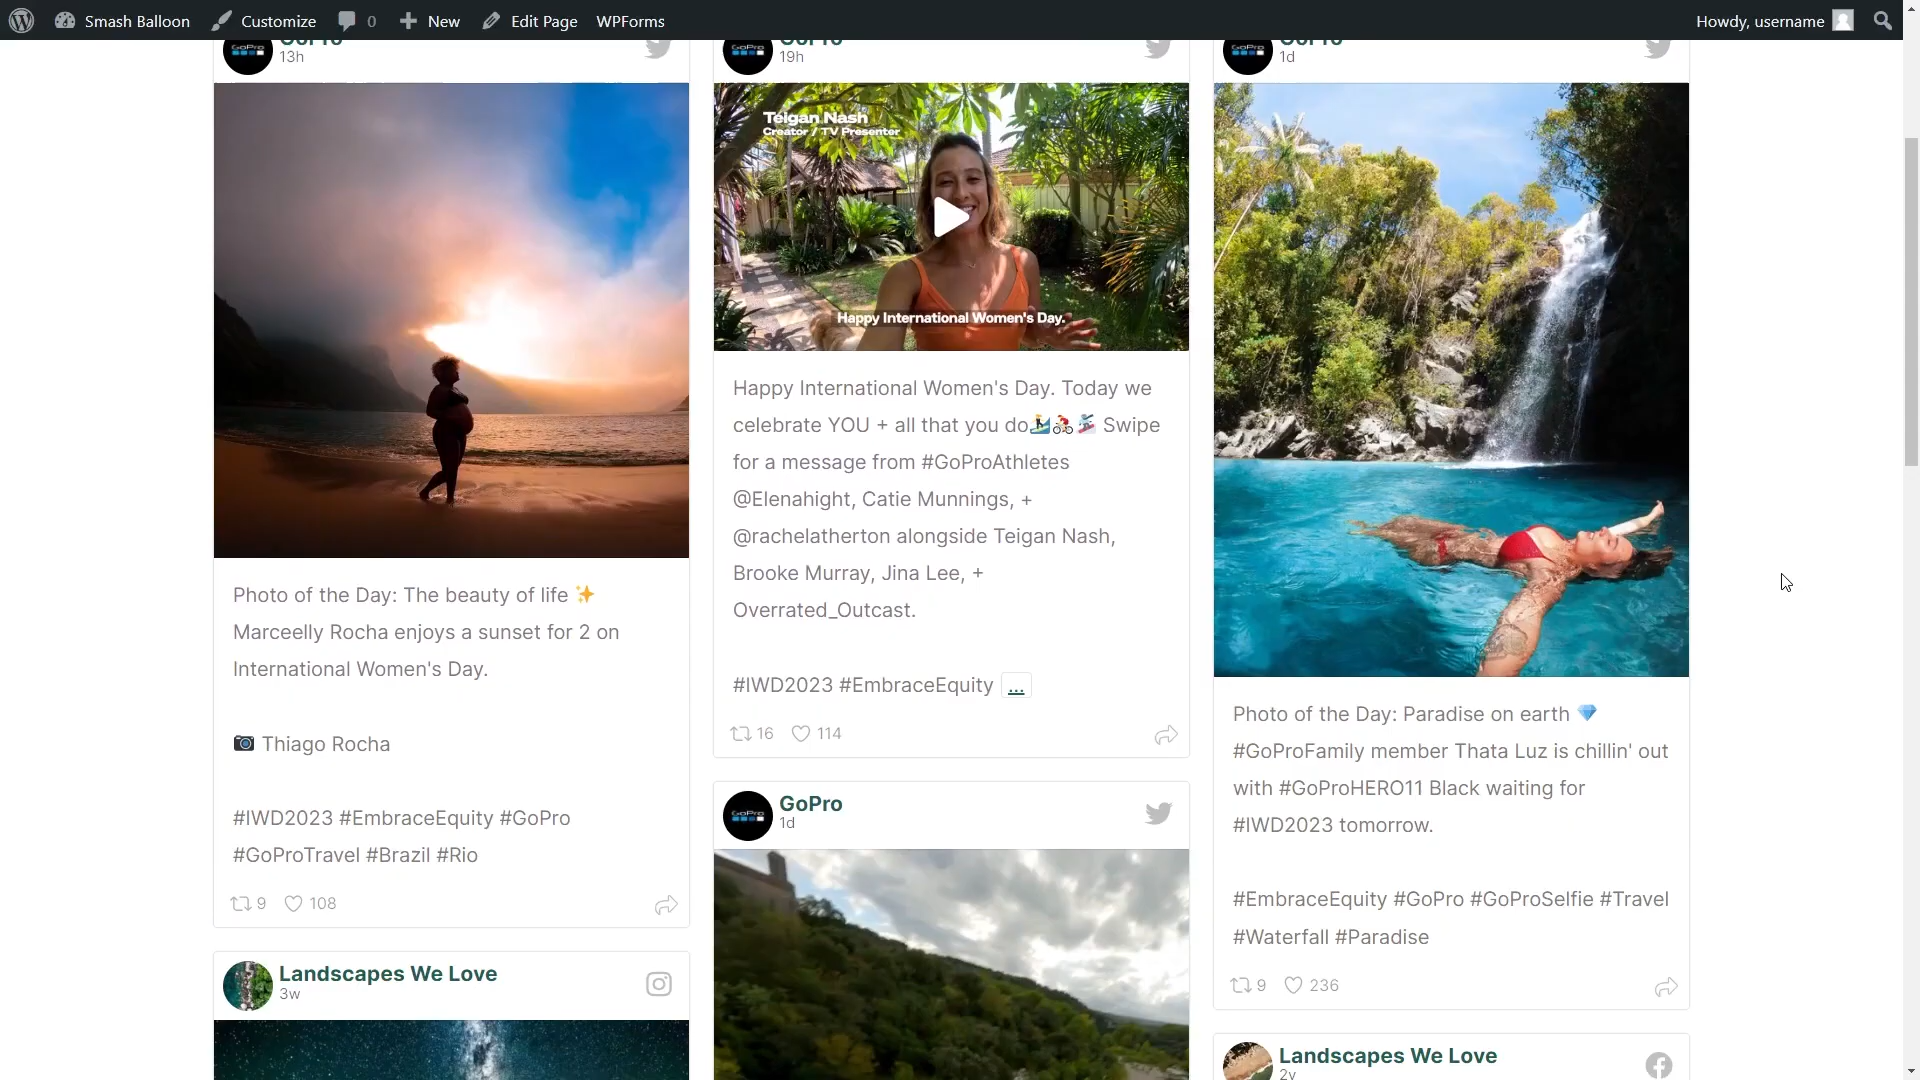 Smash Balloon Customize 0 New Edit Page WPForms Howdy, username
GoPro
13h
Photo of the Day: The beauty of life ✨
Marceelly Rocha enjoys a sunset for 2 on
International Women's Day.
📷 Thiago Rocha
#IWD2023 #EmbraceEquity #GoPro
#GoProTravel #Brazil #Rio
9 108
Landscapes We Love
3w
GoPro
19h
Teigan Nash
Creator / TV Presenter
Happy International Women's Day.
Happy International Women's Day. Today we
celebrate YOU + all that you do🏄🚴🏂 Swipe
for a message from #GoProAthletes
@Elenahight, Catie Munnings, +
@rachelatherton alongside Teigan Nash,
Brooke Murray, Jina Lee, +
Overrated_Outcast.
#IWD2023 #EmbraceEquity ...
16 114
GoPro
GoPro
1d
GoPro
1d
Photo of the Day: Paradise on earth 💎
#GoProFamily member Thata Luz is chillin' out
with #GoProHERO11 Black waiting for
#IWD2023 tomorrow.
#EmbraceEquity #GoPro #GoProSelfie #Travel
#Waterfall #Paradise
9 236
Landscapes We Love